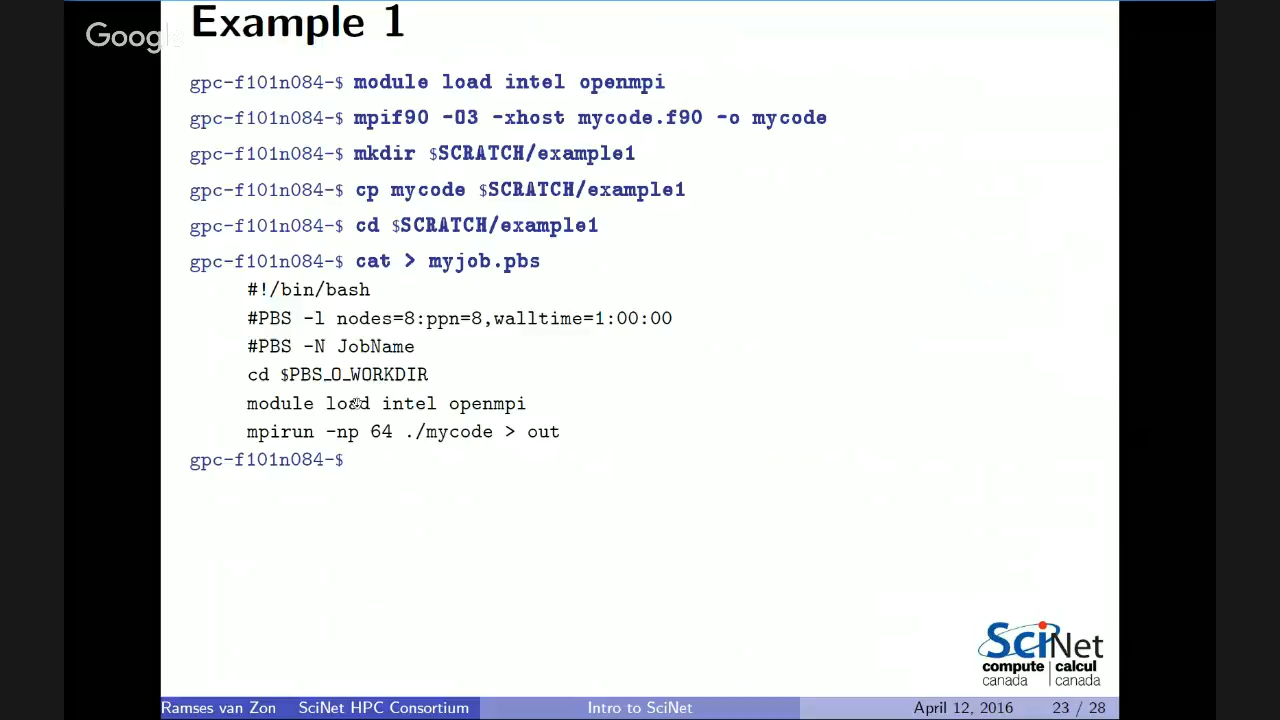 Google
Example 1
gpc-f101n084-$ module load intel openmpi
gpc-f101n084-$ mpif90 -O3 -xhost mycode.f90 -o mycode
gpc-f101n084-$ mkdir $SCRATCH/example1
gpc-f101n084-$ cp mycode $SCRATCH/example1
gpc-f101n084-$ cd $SCRATCH/example1
gpc-f101n084-$ cat > myjob.pbs
#!/bin/bash
#PBS -l nodes=8:ppn=8,walltime=1:00:00
#PBS -N JobName
cd $PBS_O_WORKDIR
module load intel openmpi
mpirun -np 64 ./mycode > out
gpc-f101n084-$
SciNet
compute | calcul
canada | canada
Ramses van Zon SciNet HPC Consortium Intro to SciNet April 12, 2016 23 / 28